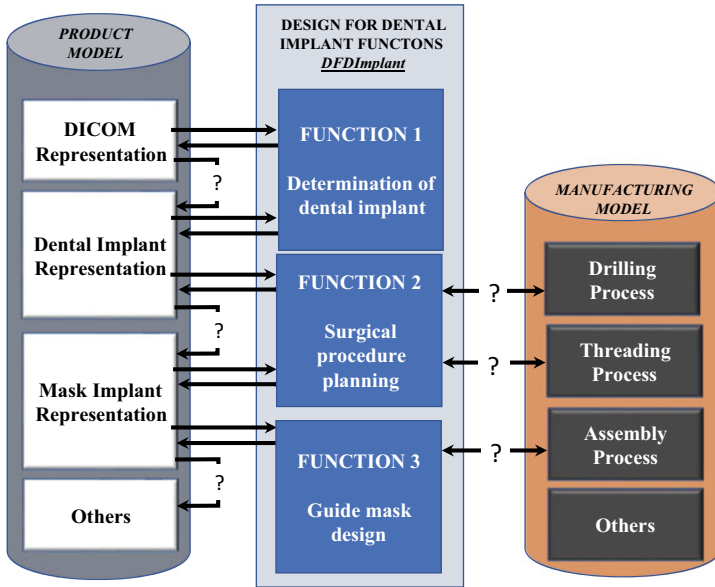 PRODUCT
MODEL
DICOM
Representation
?
Dental Implant
Representation
?
Mask Implant
Representation
?
Others
DESIGN FOR DENTAL
IMPLANT FUNCTONS
DFDImplant
FUNCTION 1
Determination of
dental implant
FUNCTION 2
Surgical
procedure
planning
FUNCTION 3
Guide mask
design
?
?
?
MANUFACTURING
MODEL
Drilling
Process
Threading
Process
Assembly
Process
Others